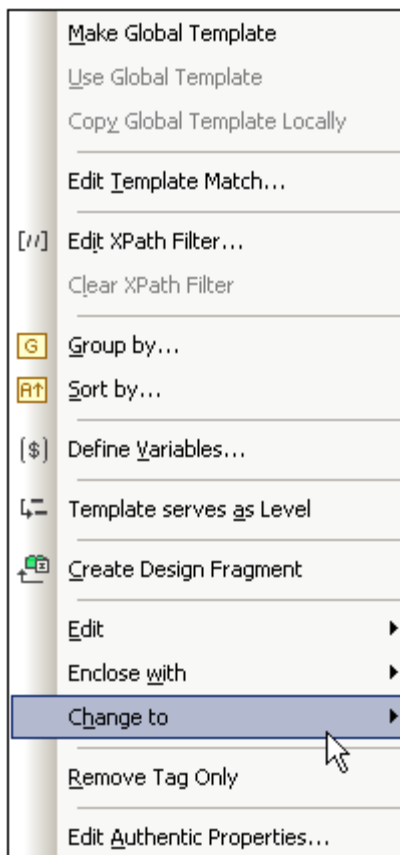 Make Global Template
Use Global Template
Copy Global Template Locally
Edit Template Match...
[//] Edit XPath Filter...
Clear XPath Filter
G Group by...
A↑ Sort by...
($) Define Variables...
Template serves as Level
Create Design Fragment
Edit
Enclose with
Change to
Remove Tag Only
Edit Authentic Properties...